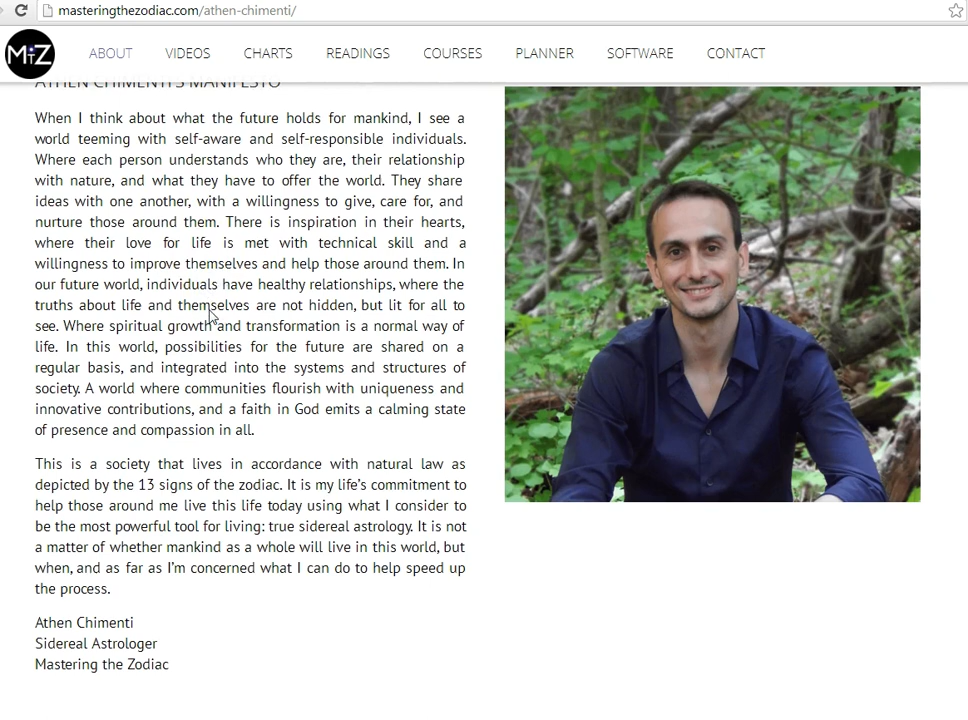 masteringthezodiac.com/athen-chimenti/
MTZ
ABOUT VIDEOS CHARTS READINGS COURSES PLANNER SOFTWARE CONTACT
ATHEN CHIMENTI'S MANIFESTO
When I think about what the future holds for mankind, I see a
world teeming with self-aware and self-responsible individuals.
Where each person understands who they are, their relationship
with nature, and what they have to offer the world. They share
ideas with one another, with a willingness to give, care for, and
nurture those around them. There is inspiration in their hearts,
where their love for life is met with technical skill and a
willingness to improve themselves and help those around them. In
our future world, individuals have healthy relationships, where the
truths about life and themselves are not hidden, but lit for all to
see. Where spiritual growth and transformation is a normal way of
life. In this world, possibilities for the future are shared on a
regular basis, and integrated into the systems and structures of
society. A world where communities flourish with uniqueness and
innovative contributions, and a faith in God emits a calming state
of presence and compassion in all.
This is a society that lives in accordance with natural law as
depicted by the 13 signs of the zodiac. It is my life's commitment to
help those around me live this life today using what I consider to
be the most powerful tool for living: true sidereal astrology. It is not
a matter of whether mankind as a whole will live in this world, but
when, and as far as I'm concerned what I can do to help speed up
the process.
Athen Chimenti
Sidereal Astrologer
Mastering the Zodiac